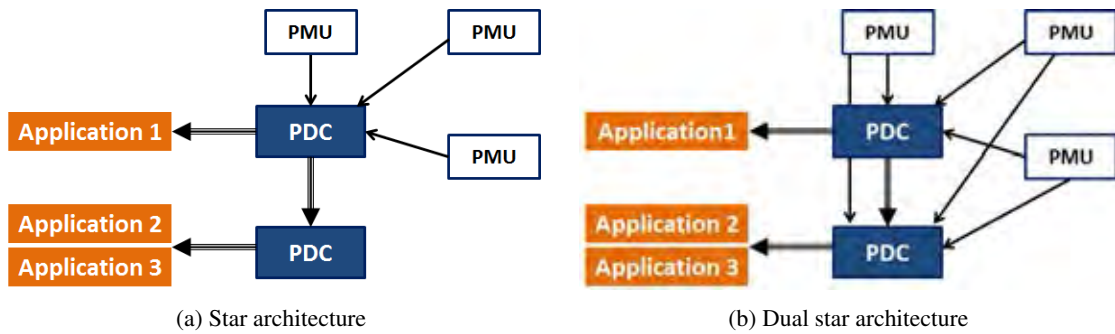 PMU
PMU
Application 1
PDC
PMU
Application 2
Application 3
PDC
(a) Star architecture
PMU
PMU
Application1
PDC
PMU
Application 2
Application 3
PDC
(b) Dual star architecture